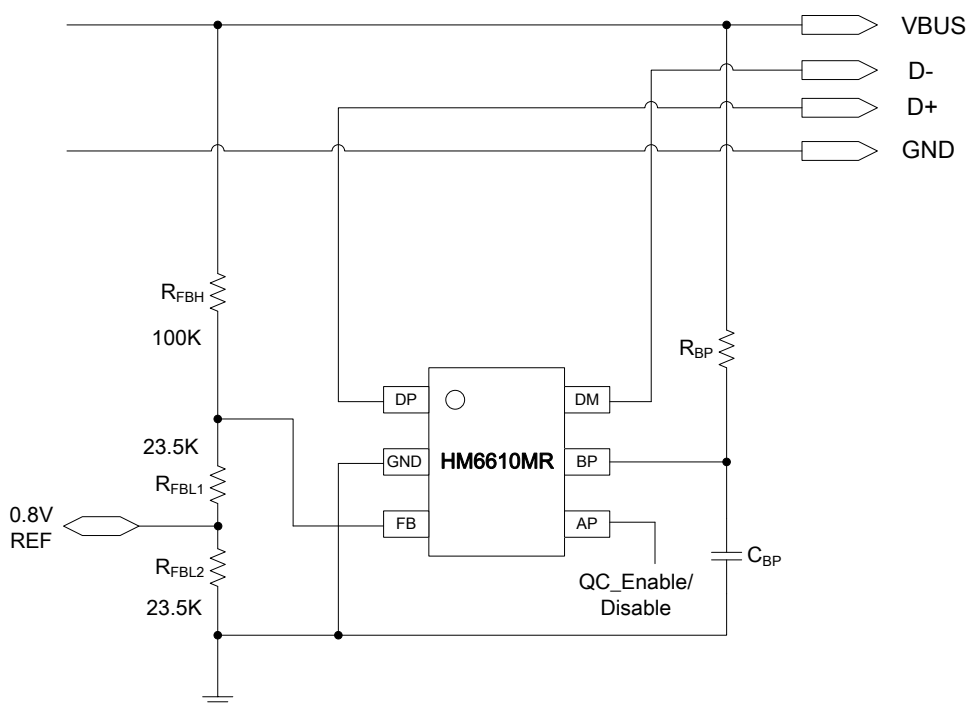 VBUS
D-
D+
GND
RFBH
100K
RBP
DP
DM
23.5K
GND
HM6610MR
BP
RFBL1
0.8V
REF
FB
AP
RFBL2
CBP
QC_Enable/
Disable
23.5K